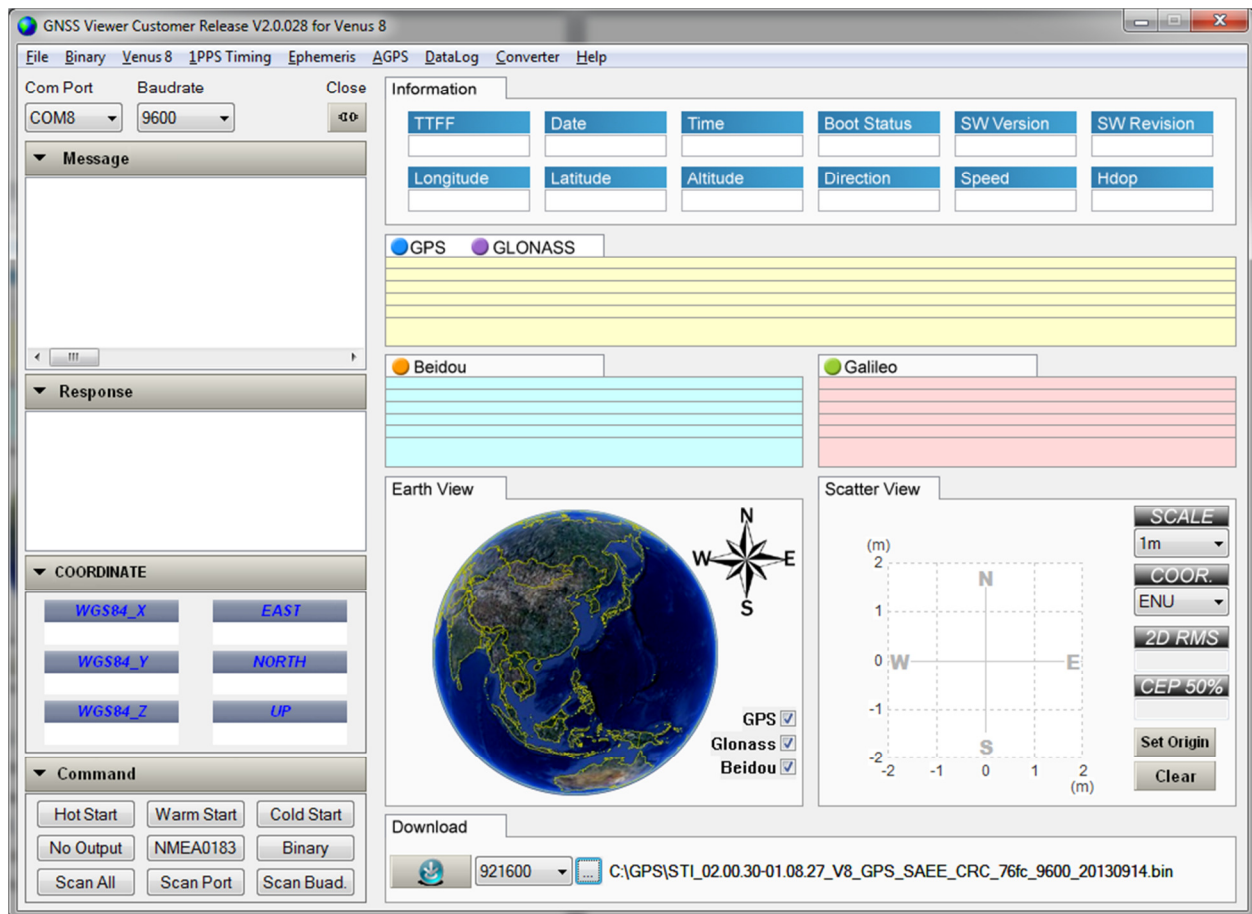 GNSS Viewer Customer Release V2.0.028 for Venus 8
File Binary Venus 8 1PPS Timing Ephemeris AGPS DataLog Converter Help
Com Port Baudrate Close
COM8 9600
Message
Response
COORDINATE
WGS84_X EAST
WGS84_Y NORTH
WGS84_Z UP
Command
Hot Start Warm Start Cold Start
No Output NMEA0183 Binary
Scan All Scan Port Scan Buad.
Information
TTFF Date Time Boot Status SW Version SW Revision
Longitude Latitude Altitude Direction Speed Hdop
GPS GLONASS
Beidou
Galileo
Earth View
N
W E
S
GPS
Glonass
Beidou
Scatter View
(m)
2
1
0
-1
-2
N
W E
S
-2 -1 0 1 2
(m)
SCALE
1m
COOR.
ENU
2D RMS
CEP 50%
Set Origin
Clear
Download
921600 ... C:\GPS\STI_02.00.30-01.08.27_V8_GPS_SAEE_CRC_76fc_9600_20130914.bin